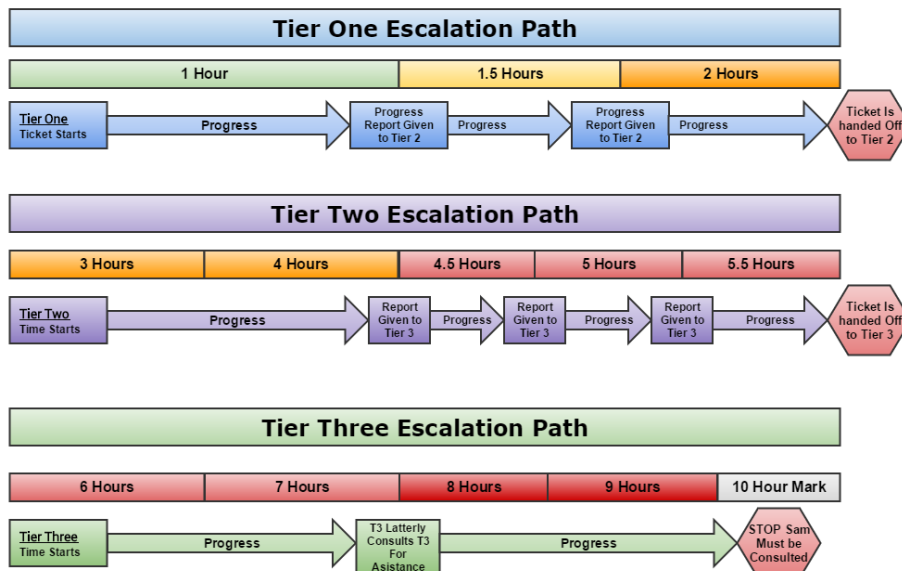 Tier One Escalation Path
1 Hour
1.5 Hours
2 Hours
Tier One
Ticket Starts
Progress
Progress
Report Given
to Tier 2
Progress
Progress
Report Given
to Tier 2
Progress
Ticket Is
handed Off
to Tier 2
Tier Two Escalation Path
3 Hours
4 Hours
4.5 Hours
5 Hours
5.5 Hours
Tier Two
Time Starts
Progress
Report
Given to
Tier 3
Progress
Report
Given to
Tier 3
Progress
Report
Given to
Tier 3
Progress
Ticket Is
handed Off
to Tier 3
Tier Three Escalation Path
6 Hours
7 Hours
8 Hours
9 Hours
10 Hour Mark
Tier Three
Time Starts
Progress
T3 Latterly
Consults T3
For
Asistance
Progress
STOP Sam
Must be
Consulted